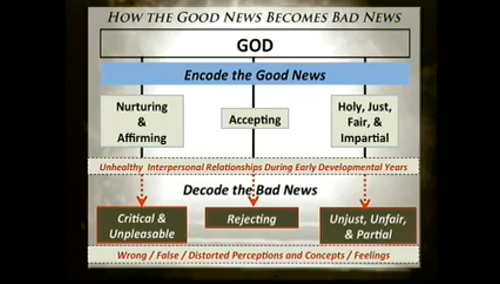 HOW THE GOOD NEWS BECOMES BAD NEWS
GOD
Encode the Good News
Nurturing
&
Affirming
Accepting
Holy, Just,
Fair, &
Impartial
Unhealthy Interpersonal Relationships During Early Developmental Years
Decode the Bad News
Critical &
Unpleasable
Rejecting
Unjust, Unfair,
& Partial
Wrong / False / Distorted Perceptions and Concepts / Feelings